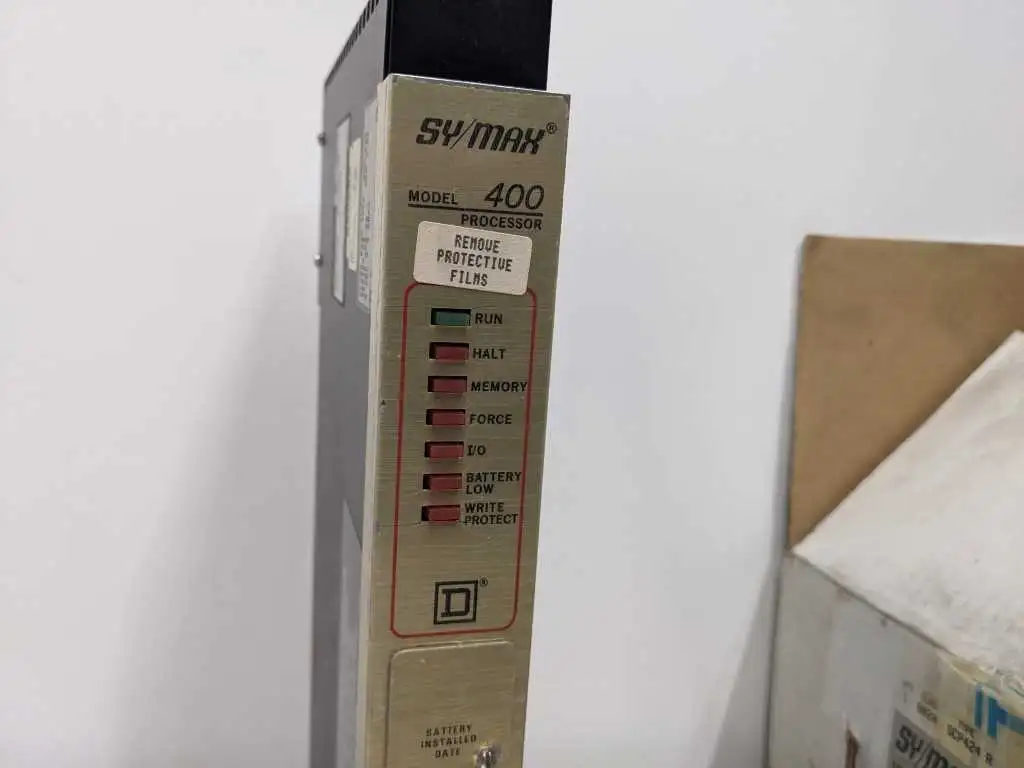 SY/MAX®
MODEL 400
PROCESSOR
REMOVE
PROTECTIVE
FILMS
RUN
HALT
MEMORY
FORCE
I/O
BATTERY
LOW
WRITE
PROTECT
D®
BATTERY
INSTALLED
DATE
SY/MAX